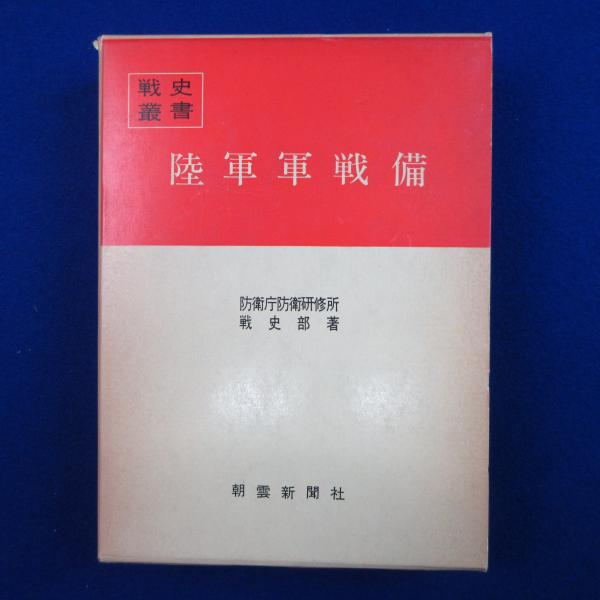 戦史
叢書
陸軍軍戦備
防衛庁防衛研修所
戦史部著
朝雲新聞社